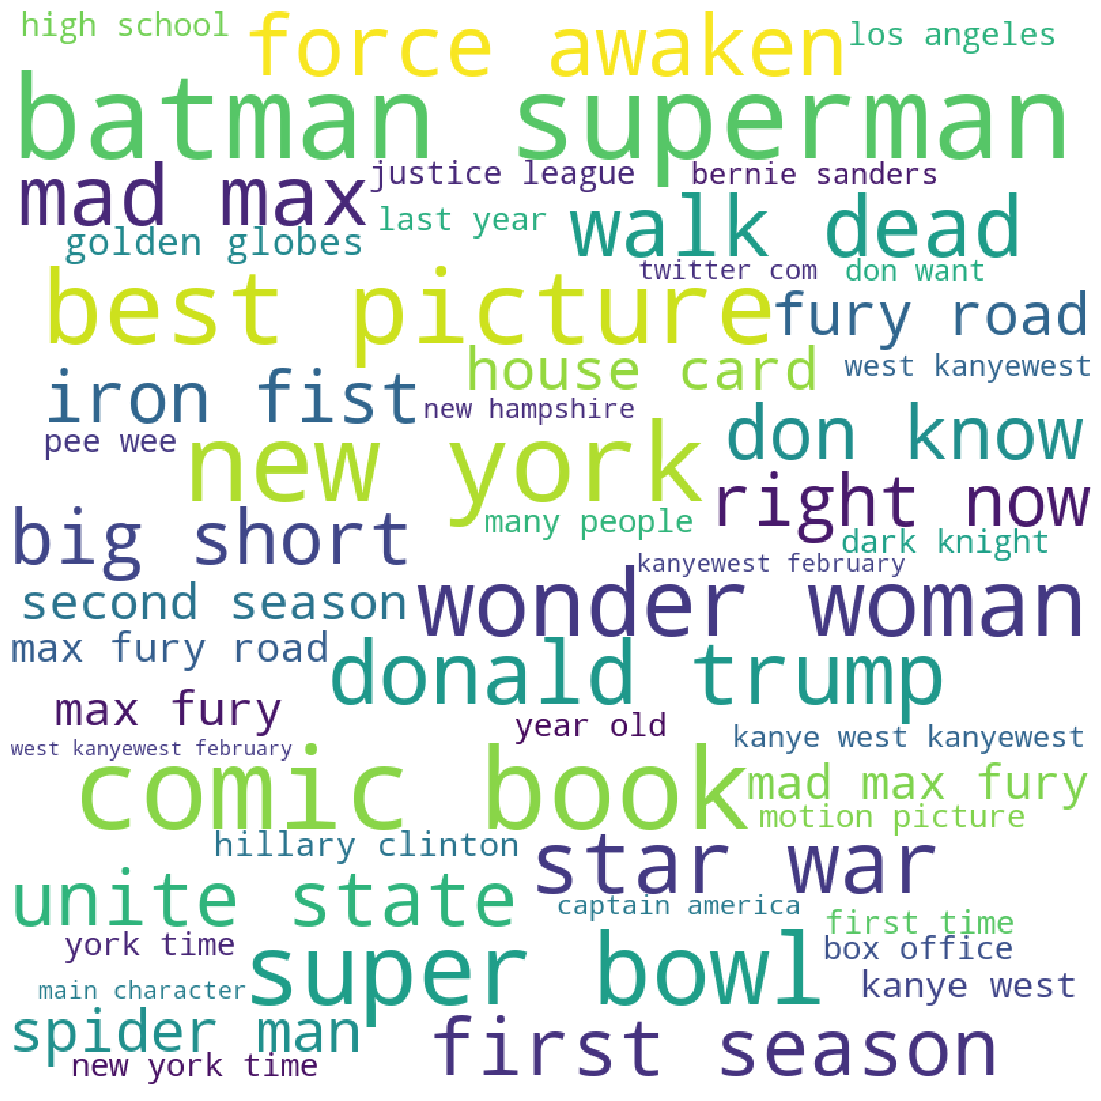 high school
force awaken
los angeles
batman superman
mad max
justice league
bernie sanders
last year
walk dead
golden globes
twitter com
don want
best picture
fury road
house card
west kanyewest
iron fist
new hampshire
don know
pee wee
new york
right now
big short
many people
dark knight
kanyewest february
second season
wonder woman
max fury road
donald trump
max fury
year old
kanye west kanyewest
west kanyewest february
comic book
mad max fury
motion picture
hillary clinton
star war
unite state
captain america
first time
york time
super bowl
box office
main character
kanye west
spider man
first season
new york time